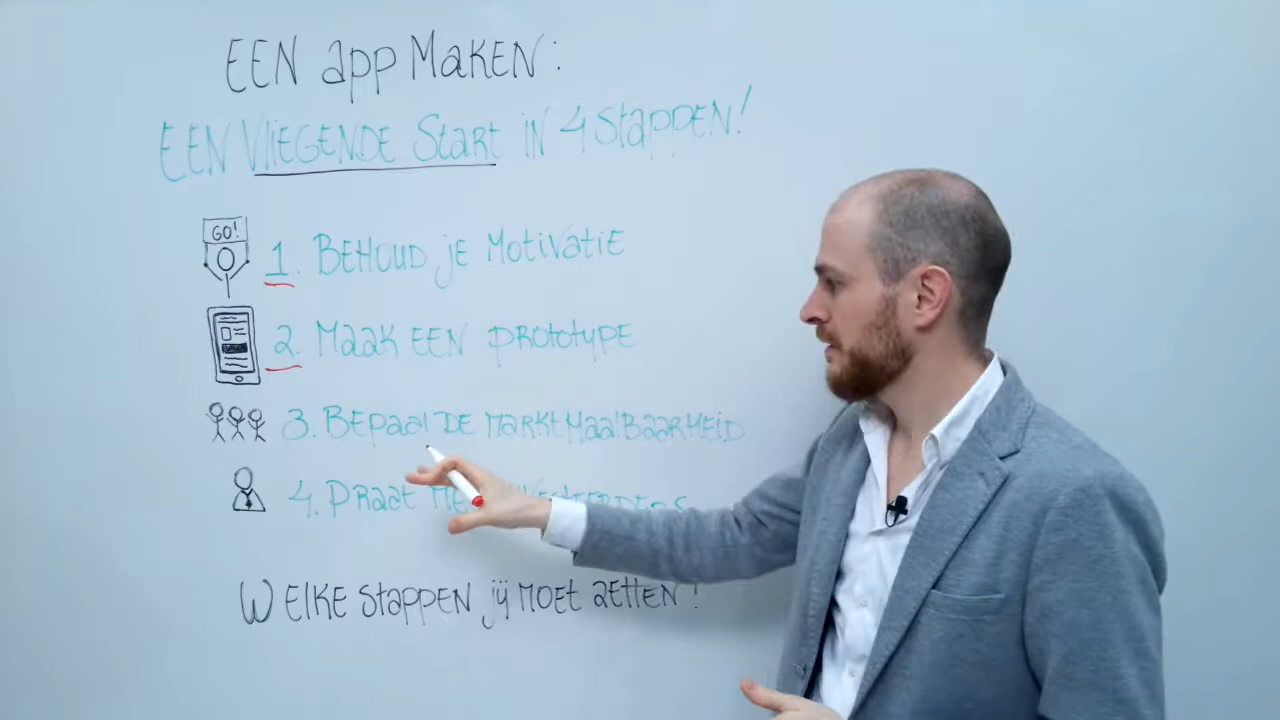 EEN app MAKEN:
EEN VLIEGENDE START IN 4 STAPPEN!
GO!
1. BEHOUD JE MOTIVATIE
2. MAAK EEN PROTOTYPE
3. BEPAAL DE MARKTHAALBAARHEID
4. PRAAT
WELKE STAPPEN JIJ MOET ZETTEN!